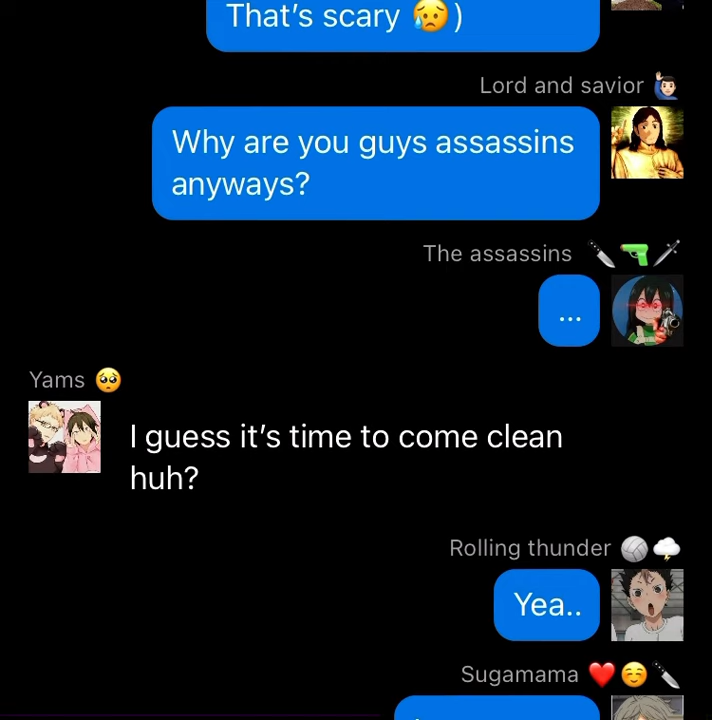 That's scary 😥)
Lord and savior 🙋🏻‍♂️
Why are you guys assassins
anyways?
The assassins 🔪🔫🗡️
...
Yams 🥺
I guess it's time to come clean
huh?
Rolling thunder 🏐🌩️
Yea..
Sugamama ❤️☺️🔪